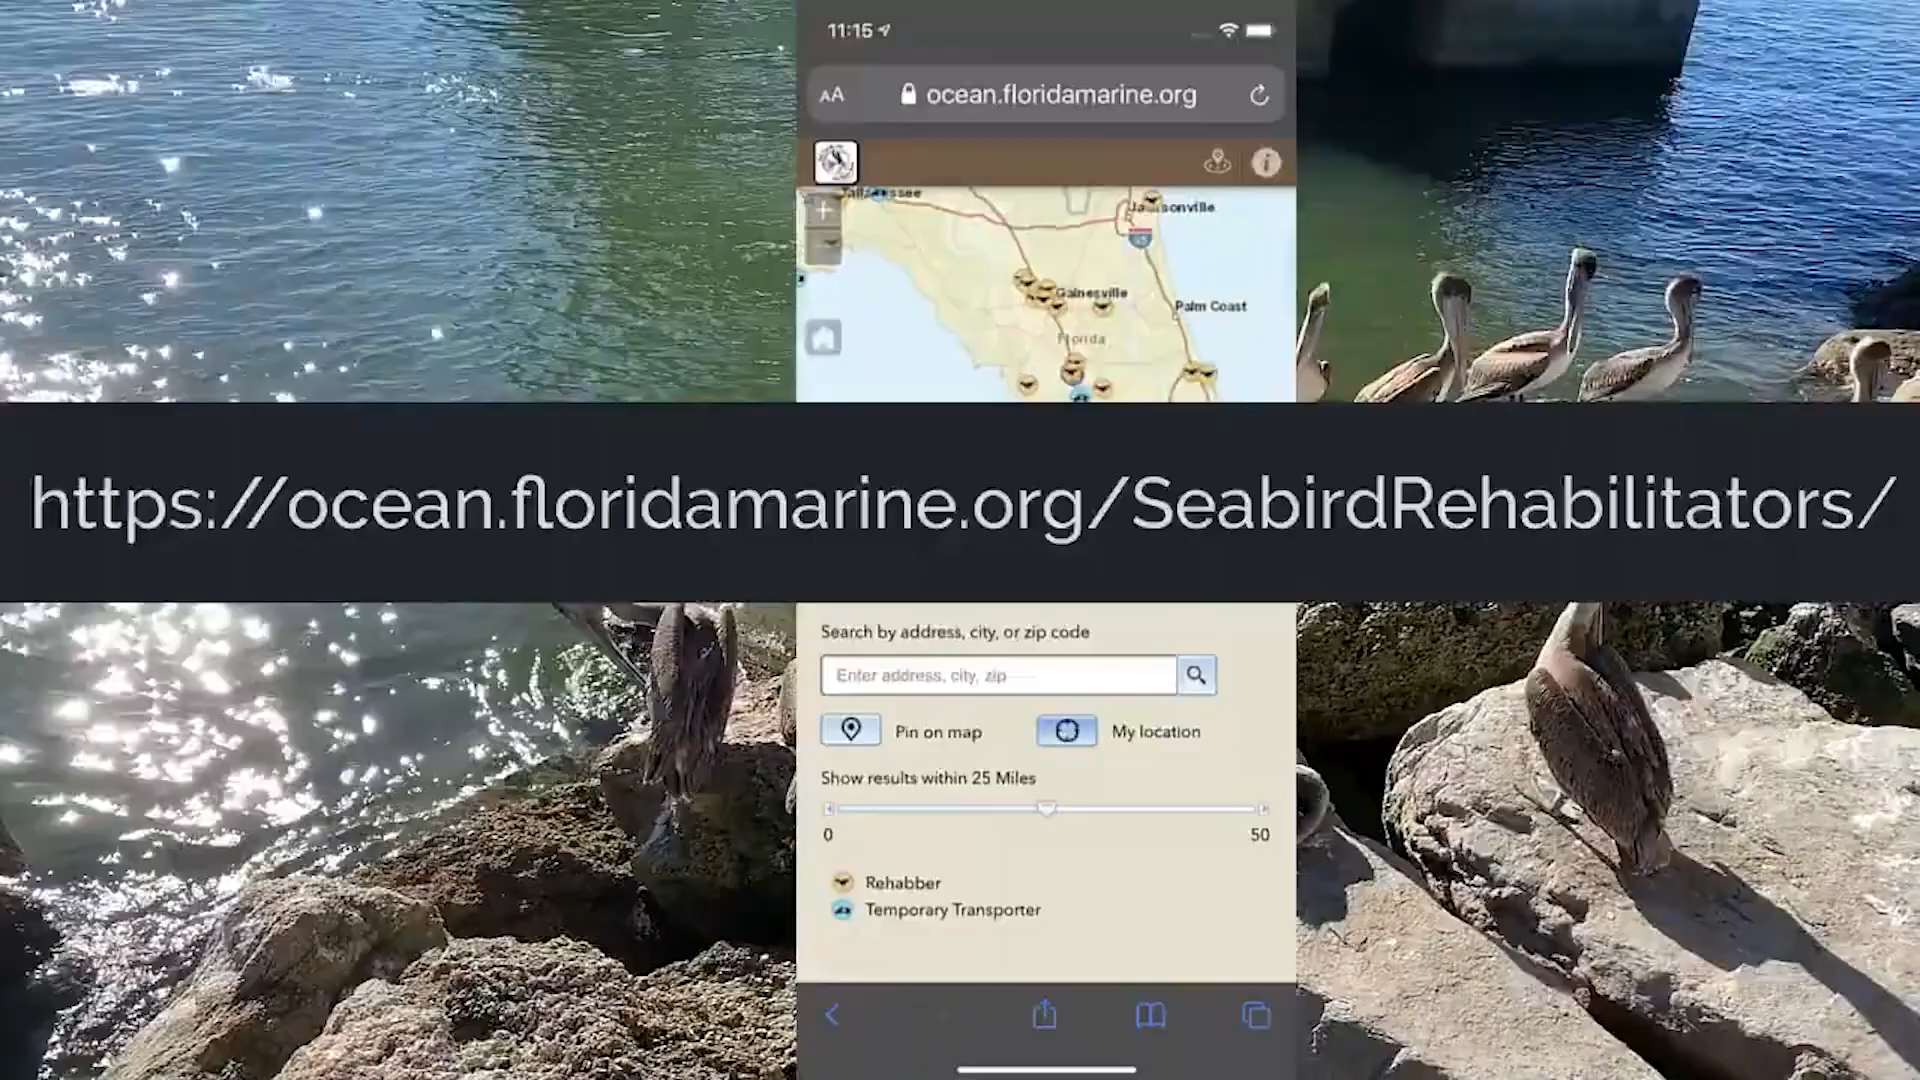 11:15
AA ocean.floridamarine.org
Jacksonville
Gainesville
Palm Coast
Florida
https://ocean.floridamarine.org/SeabirdRehabilitators/
Search by address, city, or zip code
Enter address, city, zip
Pin on map
My location
Show results within 25 Miles
0
50
Rehabber
Temporary Transporter